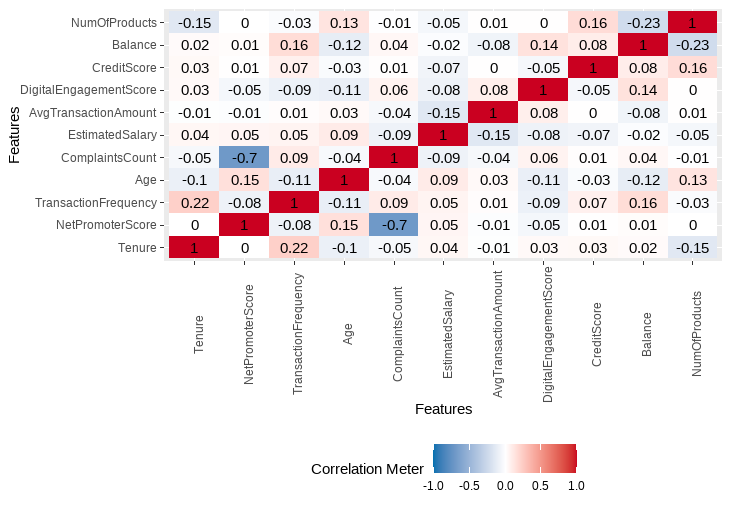 NumOfProducts -0.15 0 -0.03 0.13 -0.01 -0.05 0.01 0 0.16 -0.23 1
Balance 0.02 0.01 0.16 -0.12 0.04 -0.02 -0.08 0.14 0.08 1 -0.23
CreditScore 0.03 0.01 0.07 -0.03 0.01 -0.07 0 -0.05 1 0.08 0.16
DigitalEngagementScore 0.03 -0.05 -0.09 -0.11 0.06 -0.08 0.08 1 -0.05 0.14 0
AvgTransactionAmount -0.01 -0.01 0.01 0.03 -0.04 -0.15 1 0.08 0 -0.08 0.01
EstimatedSalary 0.04 0.05 0.05 0.09 -0.09 1 -0.15 -0.08 -0.07 -0.02 -0.05
ComplaintsCount -0.05 -0.7 0.09 -0.04 1 -0.09 -0.04 0.06 0.01 0.04 -0.01
Age -0.1 0.15 -0.11 1 -0.04 0.09 0.03 -0.11 -0.03 -0.12 0.13
TransactionFrequency 0.22 -0.08 1 -0.11 0.09 0.05 0.01 -0.09 0.07 0.16 -0.03
NetPromoterScore 0 1 -0.08 0.15 -0.7 0.05 -0.01 -0.05 0.01 0.01 0
Tenure 1 0 0.22 -0.1 -0.05 0.04 -0.01 0.03 0.03 0.02 -0.15
Features
Tenure
NetPromoterScore
TransactionFrequency
Age
ComplaintsCount
EstimatedSalary
AvgTransactionAmount
DigitalEngagementScore
CreditScore
Balance
NumOfProducts
Features
Correlation Meter
-1.0 -0.5 0.0 0.5 1.0